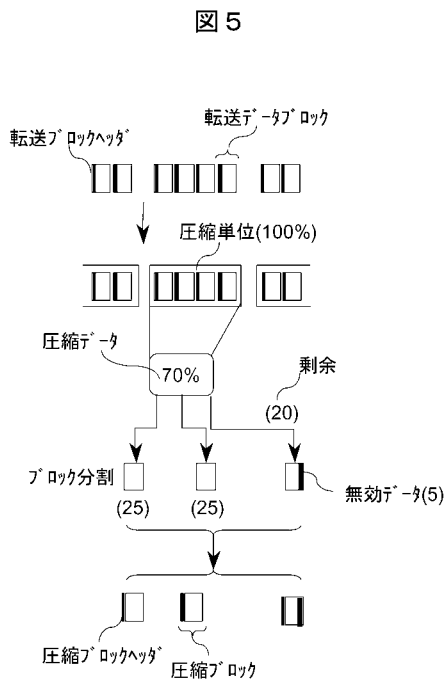 図５
転送データブロック
転送ブロックヘッダ
圧縮単位(100%)
圧縮データ
70%
剰余
(20)
ブロック分割
(25)
(25)
無効データ(5)
圧縮ブロックヘッダ
圧縮ブロック